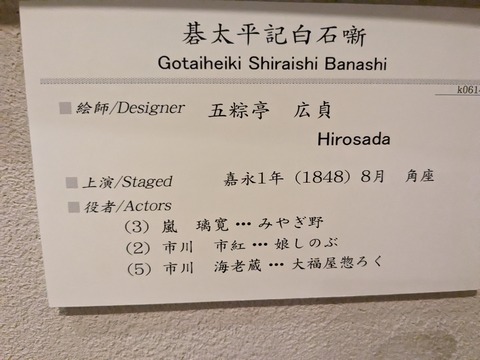 碁太平記白石噺
Gotaiheiki Shiraishi Banashi
k061-
■絵師/Designer 五粽亭 広貞
Hirosada
■上演/Staged 嘉永1年(1848)8月 角座
■役者/Actors
(3) 嵐 璃寛・・・みやぎ野
(2) 市川 市紅・・・娘しのぶ
(5) 市川 海老蔵・・・大福屋惣ろく